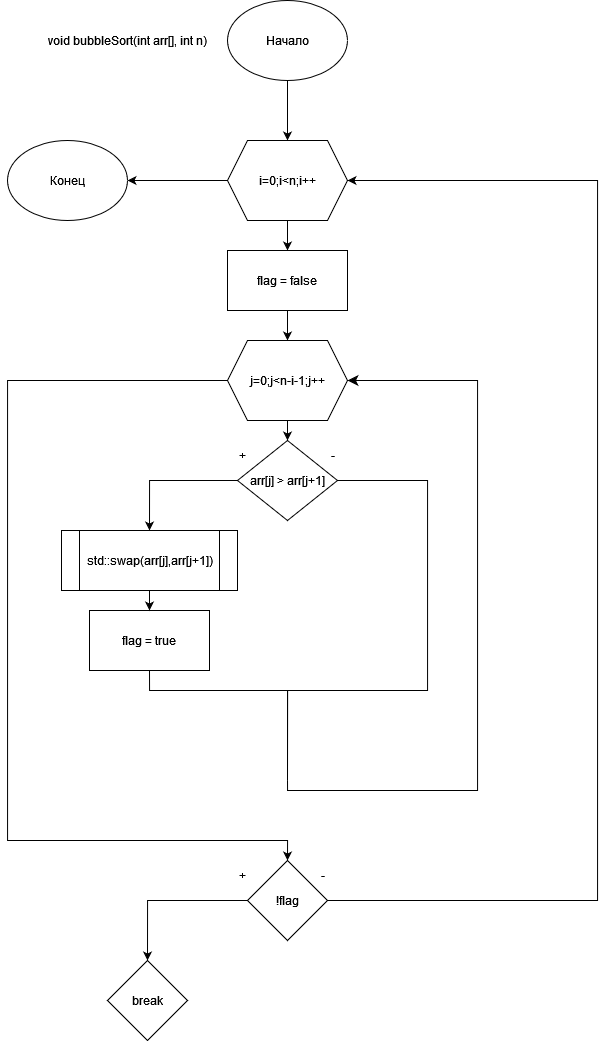 void bubbleSort(int arr[], int n)
Начало
Конец
i=0;i<n;i++
flag = false
j=0;j<n-i-1;j++
+
-
arr[j] > arr[j+1]
std::swap(arr[j],arr[j+1])
flag = true
+
-
!flag
break